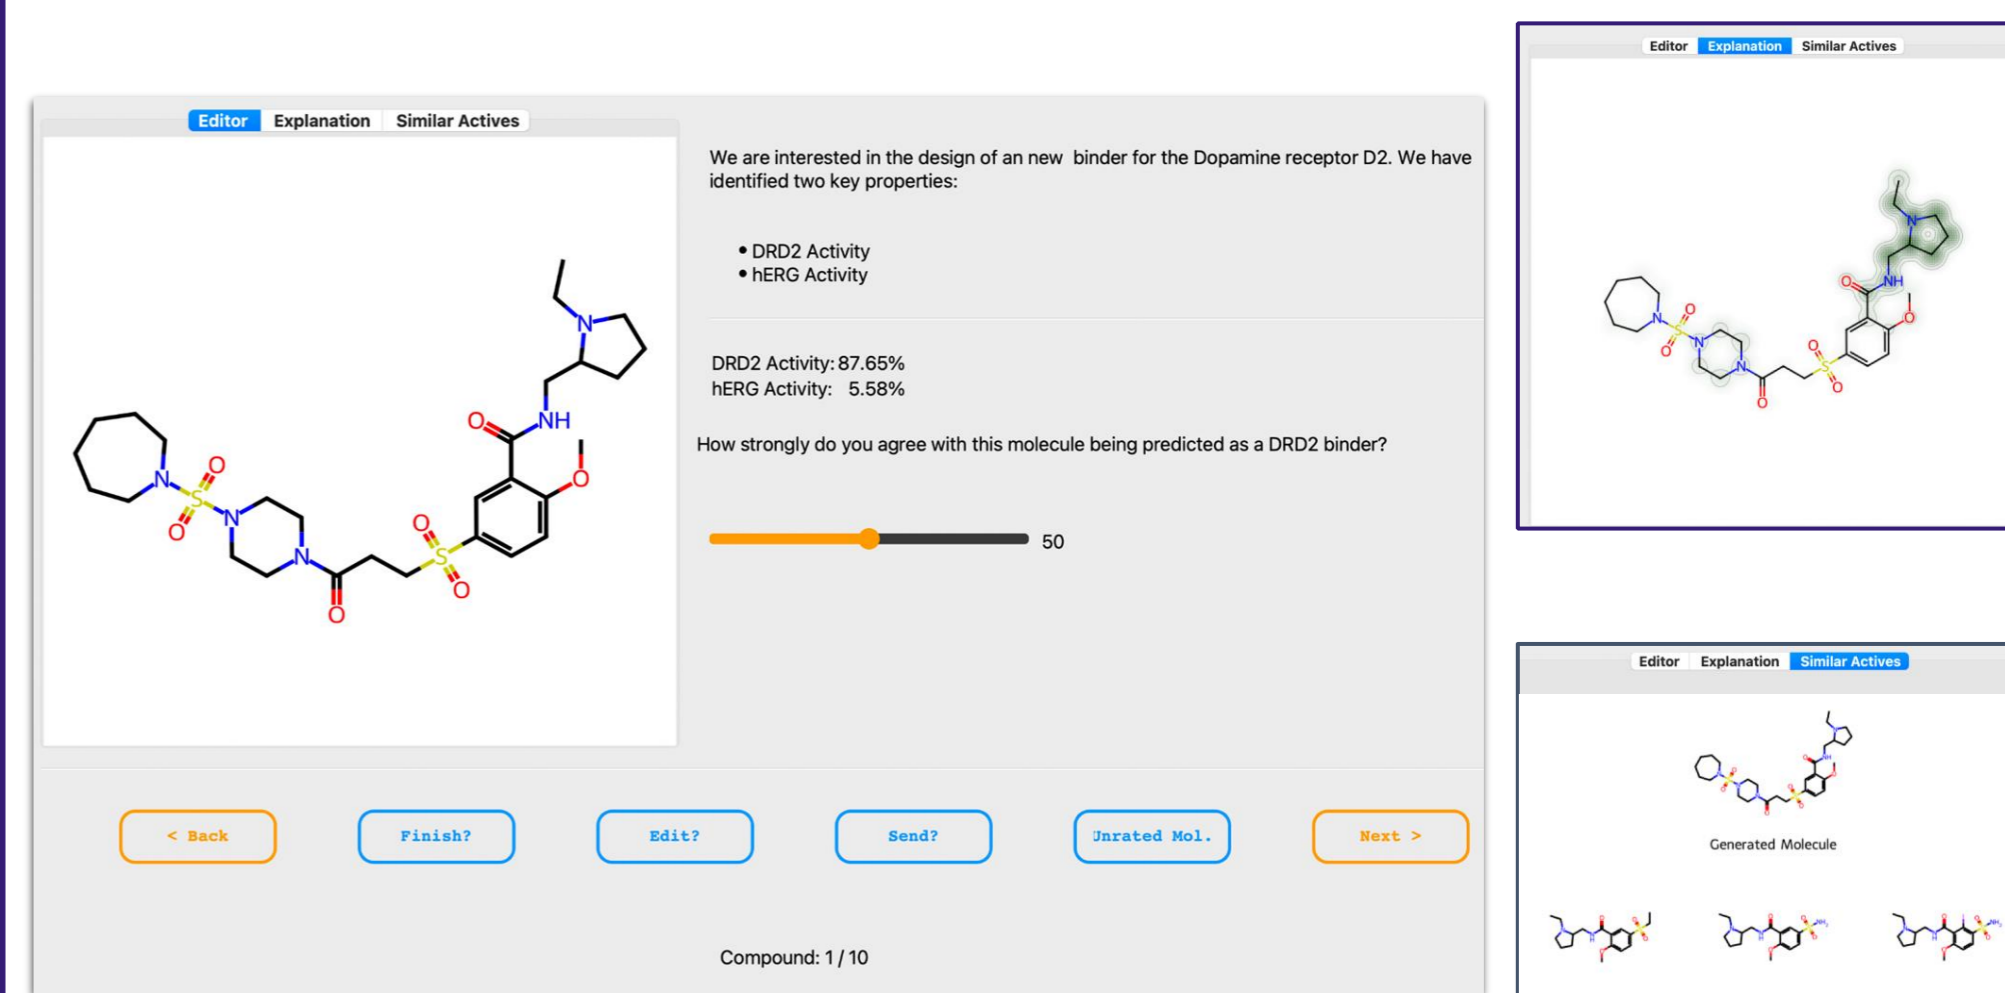 Editor Explanation Similar Actives
We are interested in the design of an new binder for the Dopamine receptor D2. We have
identified two key properties:
• DRD2 Activity
• hERG Activity
DRD2 Activity: 87.65%
hERG Activity: 5.58%
How strongly do you agree with this molecule being predicted as a DRD2 binder?
50
N
N
NH
O
O
O
S
O
N
N
O
O
S
O
O
< Back
Finish?
Edit?
Send?
Unrated Mol.
Next >
Compound: 1 / 10
Editor Explanation Similar Actives
N
NH
O
O
N
O
S
O
N
N
O
O
S
O
Editor Explanation Similar Actives
Generated Molecule